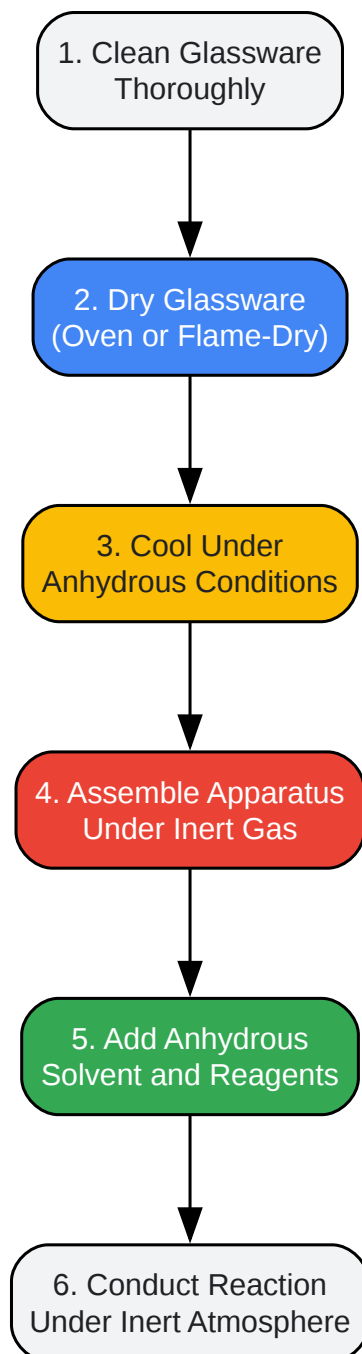 1. Clean Glassware
Thoroughly
2. Dry Glassware
(Oven or Flame-Dry)
3. Cool Under
Anhydrous Conditions
4. Assemble Apparatus
Under Inert Gas
5. Add Anhydrous
Solvent and Reagents
6. Conduct Reaction
Under Inert Atmosphere